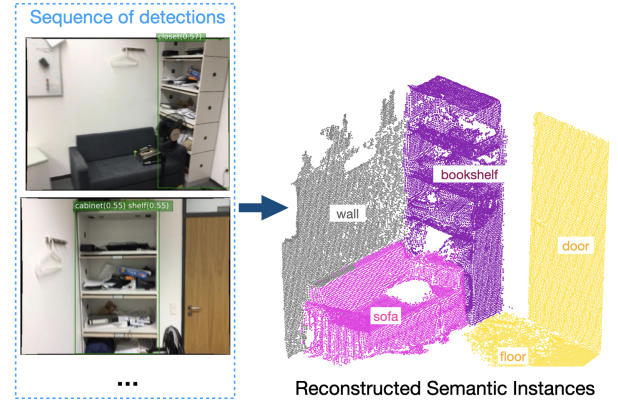 Sequence of detections
closet(0.57)
cabinet(0.55) shelf(0.55)
...
wall
bookshelf
sofa
door
floor
Reconstructed Semantic Instances